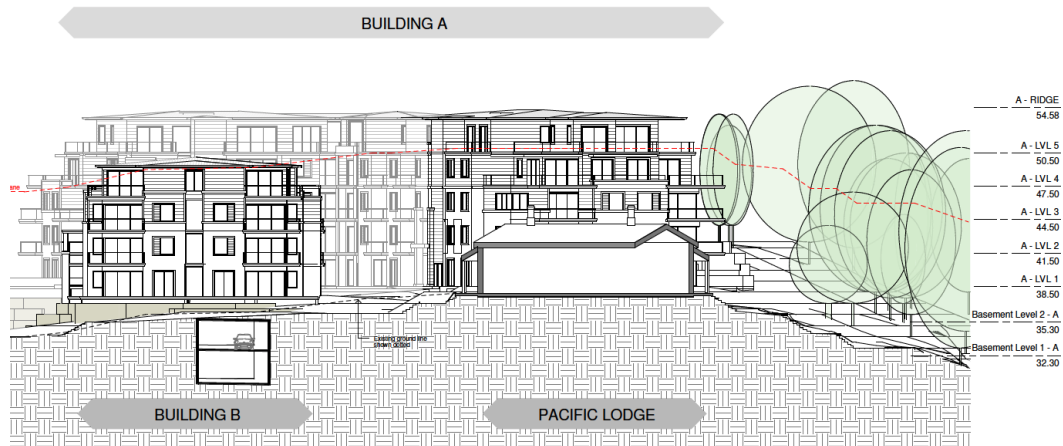 BUILDING A
A - RIDGE
54.58
A - LVL 5
50.50
A - LVL 4
47.50
A - LVL 3
44.50
A - LVL 2
41.50
A - LVL 1
38.50
Basement Level 2 - A
35.30
Basement Level 1 - A
32.30
Existing ground line
shown dotted
BUILDING B
PACIFIC LODGE